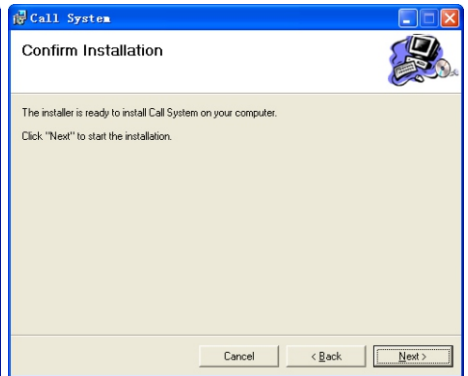 Call System
Confirm Installation
The installer is ready to install Call System on your computer.
Click "Next" to start the installation.
Cancel
< Back
Next >